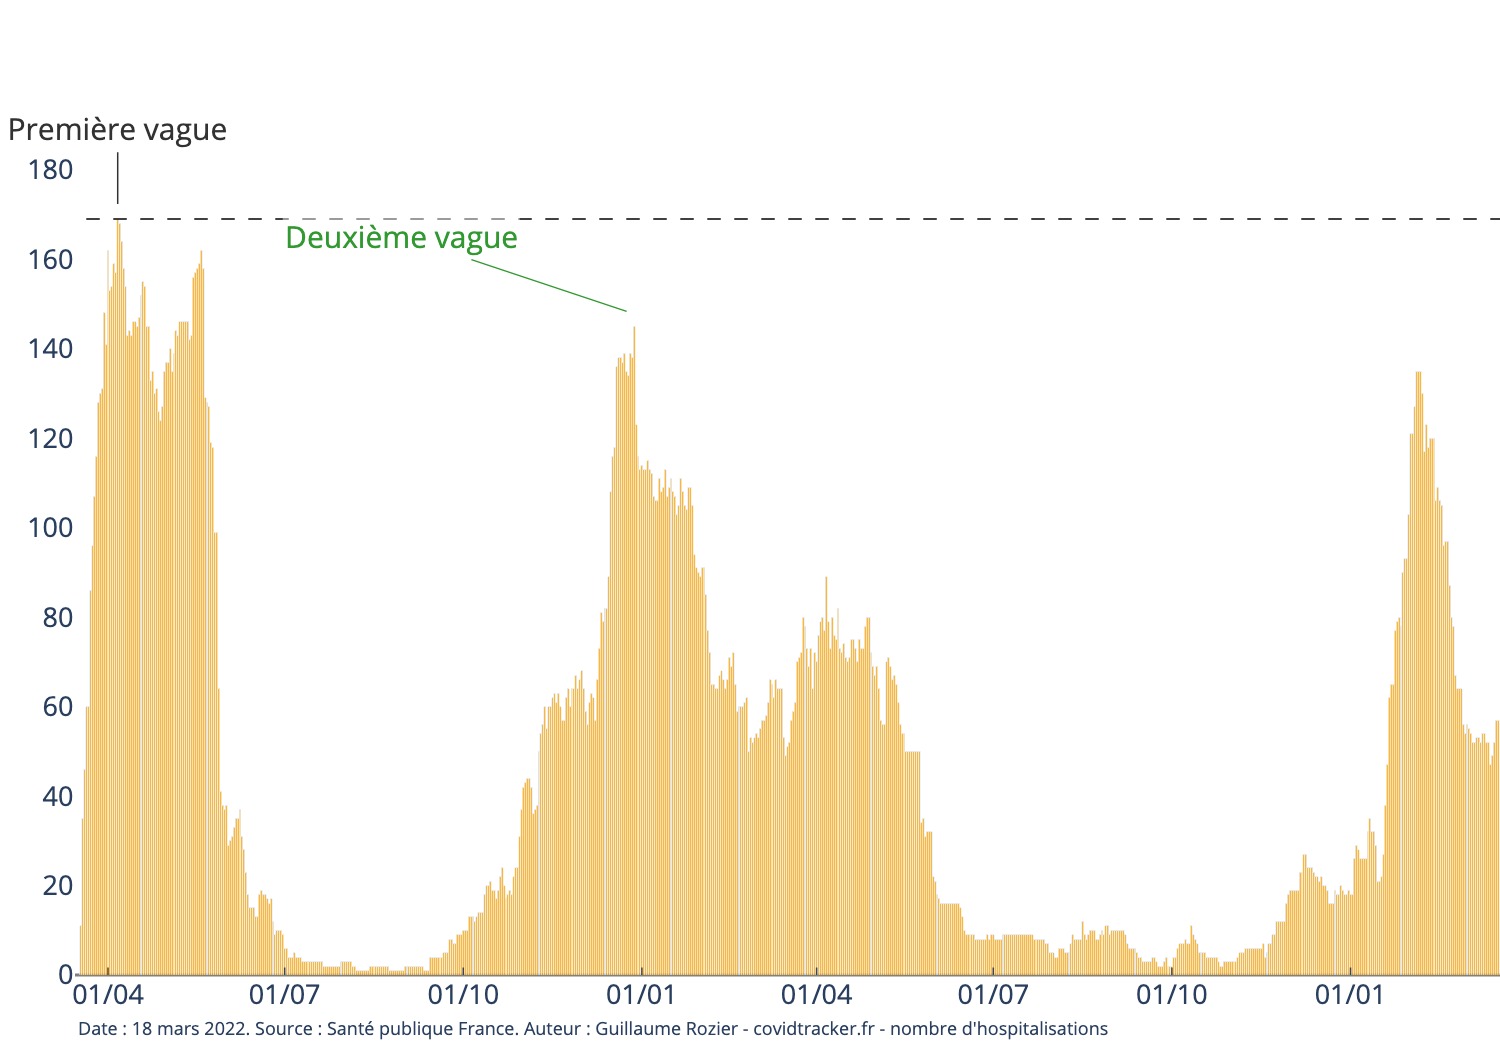 Première vague
180
Deuxième vague
160
140
120
100
80
60
40
20
0
01/04 01/07 01/10 01/01 01/04 01/07 01/10 01/01
Date : 18 mars 2022. Source : Santé publique France. Auteur : Guillaume Rozier - covidtracker.fr - nombre d'hospitalisations